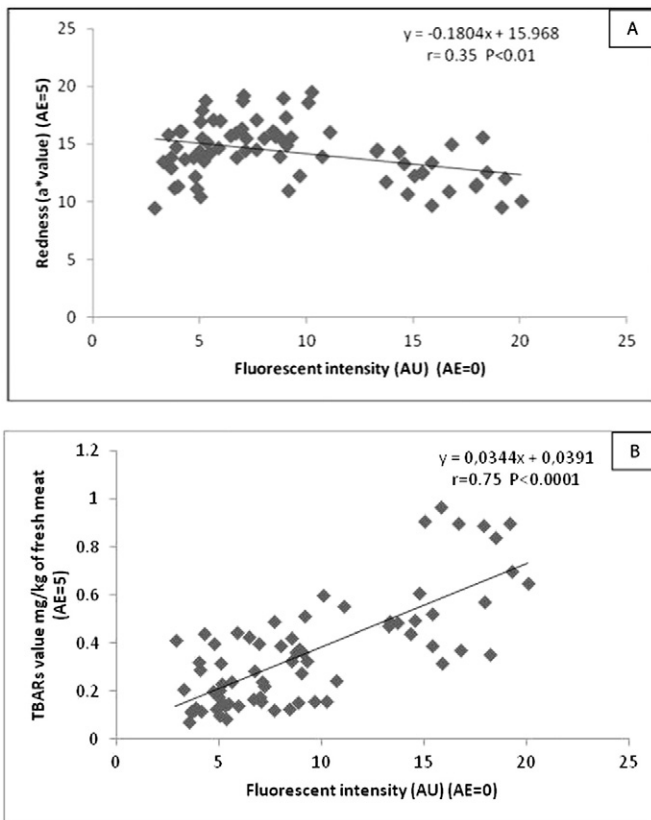 A
y = -0.1804x + 15.968
r= 0.35 P<0.01
Redness (a*value) (AE=5)
25
20
15
10
5
0
0 5 10 15 20 25
Fluorescent intensity (AU) (AE=0)
B
y = 0,0344x + 0,0391
r=0.75 P<0.0001
TBARs value mg/kg of fresh meat
(AE=5)
1.2
1
0.8
0.6
0.4
0.2
0
0 5 10 15 20 25
Fluorescent intensity (AU) (AE=0)